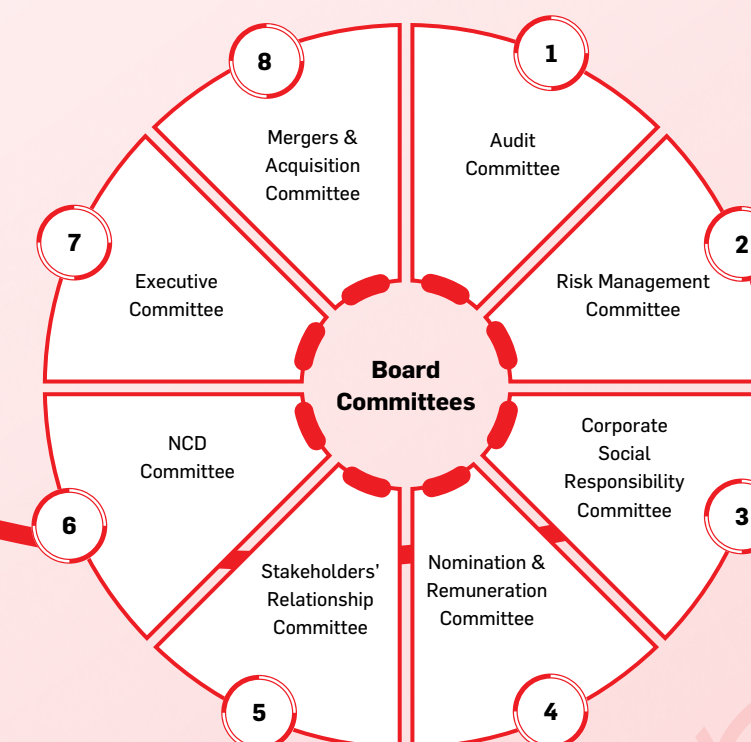 Board
Committees
1
Audit
Committee
2
Risk Management
Committee
3
Corporate
Social
Responsibility
Committee
4
Nomination &
Remuneration
Committee
5
Stakeholders'
Relationship
Committee
6
NCD
Committee
7
Executive
Committee
8
Mergers &
Acquisition
Committee